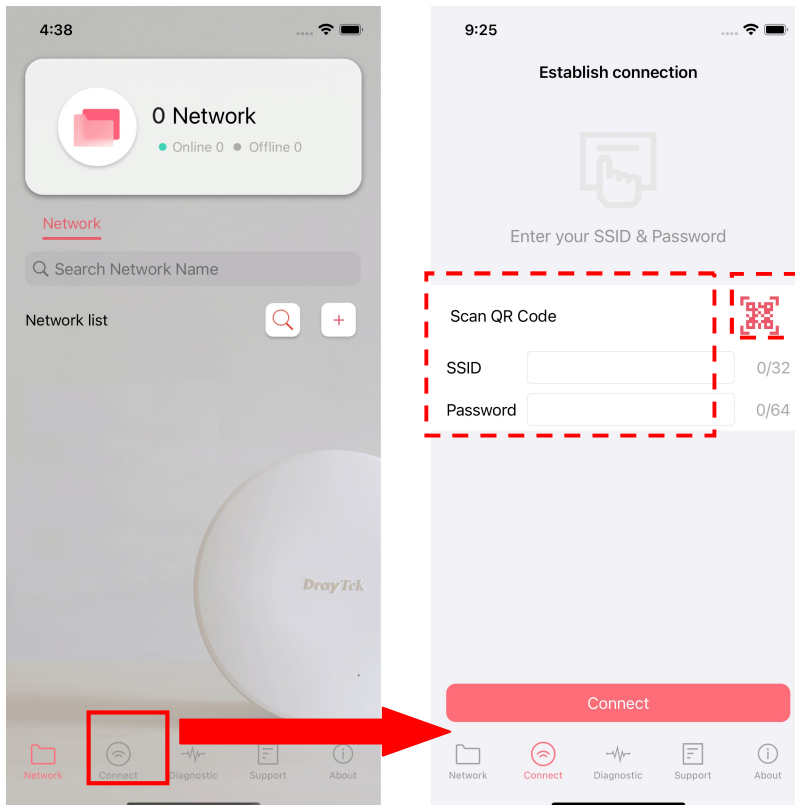 4:38
0 Network
Online 0 Offline 0
Network
Search Network Name
Network list
+
DrayTek
Network Connect Diagnostic Support About
9:25
Establish connection
Enter your SSID & Password
Scan QR Code
SSID 0/32
Password 0/64
Connect
Network Connect Diagnostic Support About